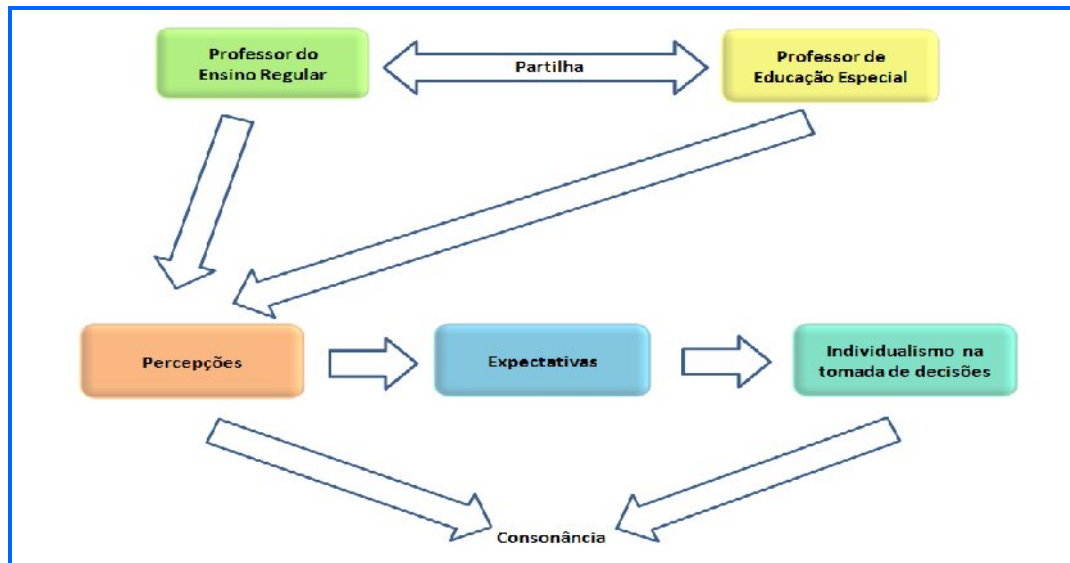 Professor do
Ensino Regular
Partilha
Professor de
Educação Especial
Percepções
Expectativas
Individualismo na
tomada de decisões
Consonância